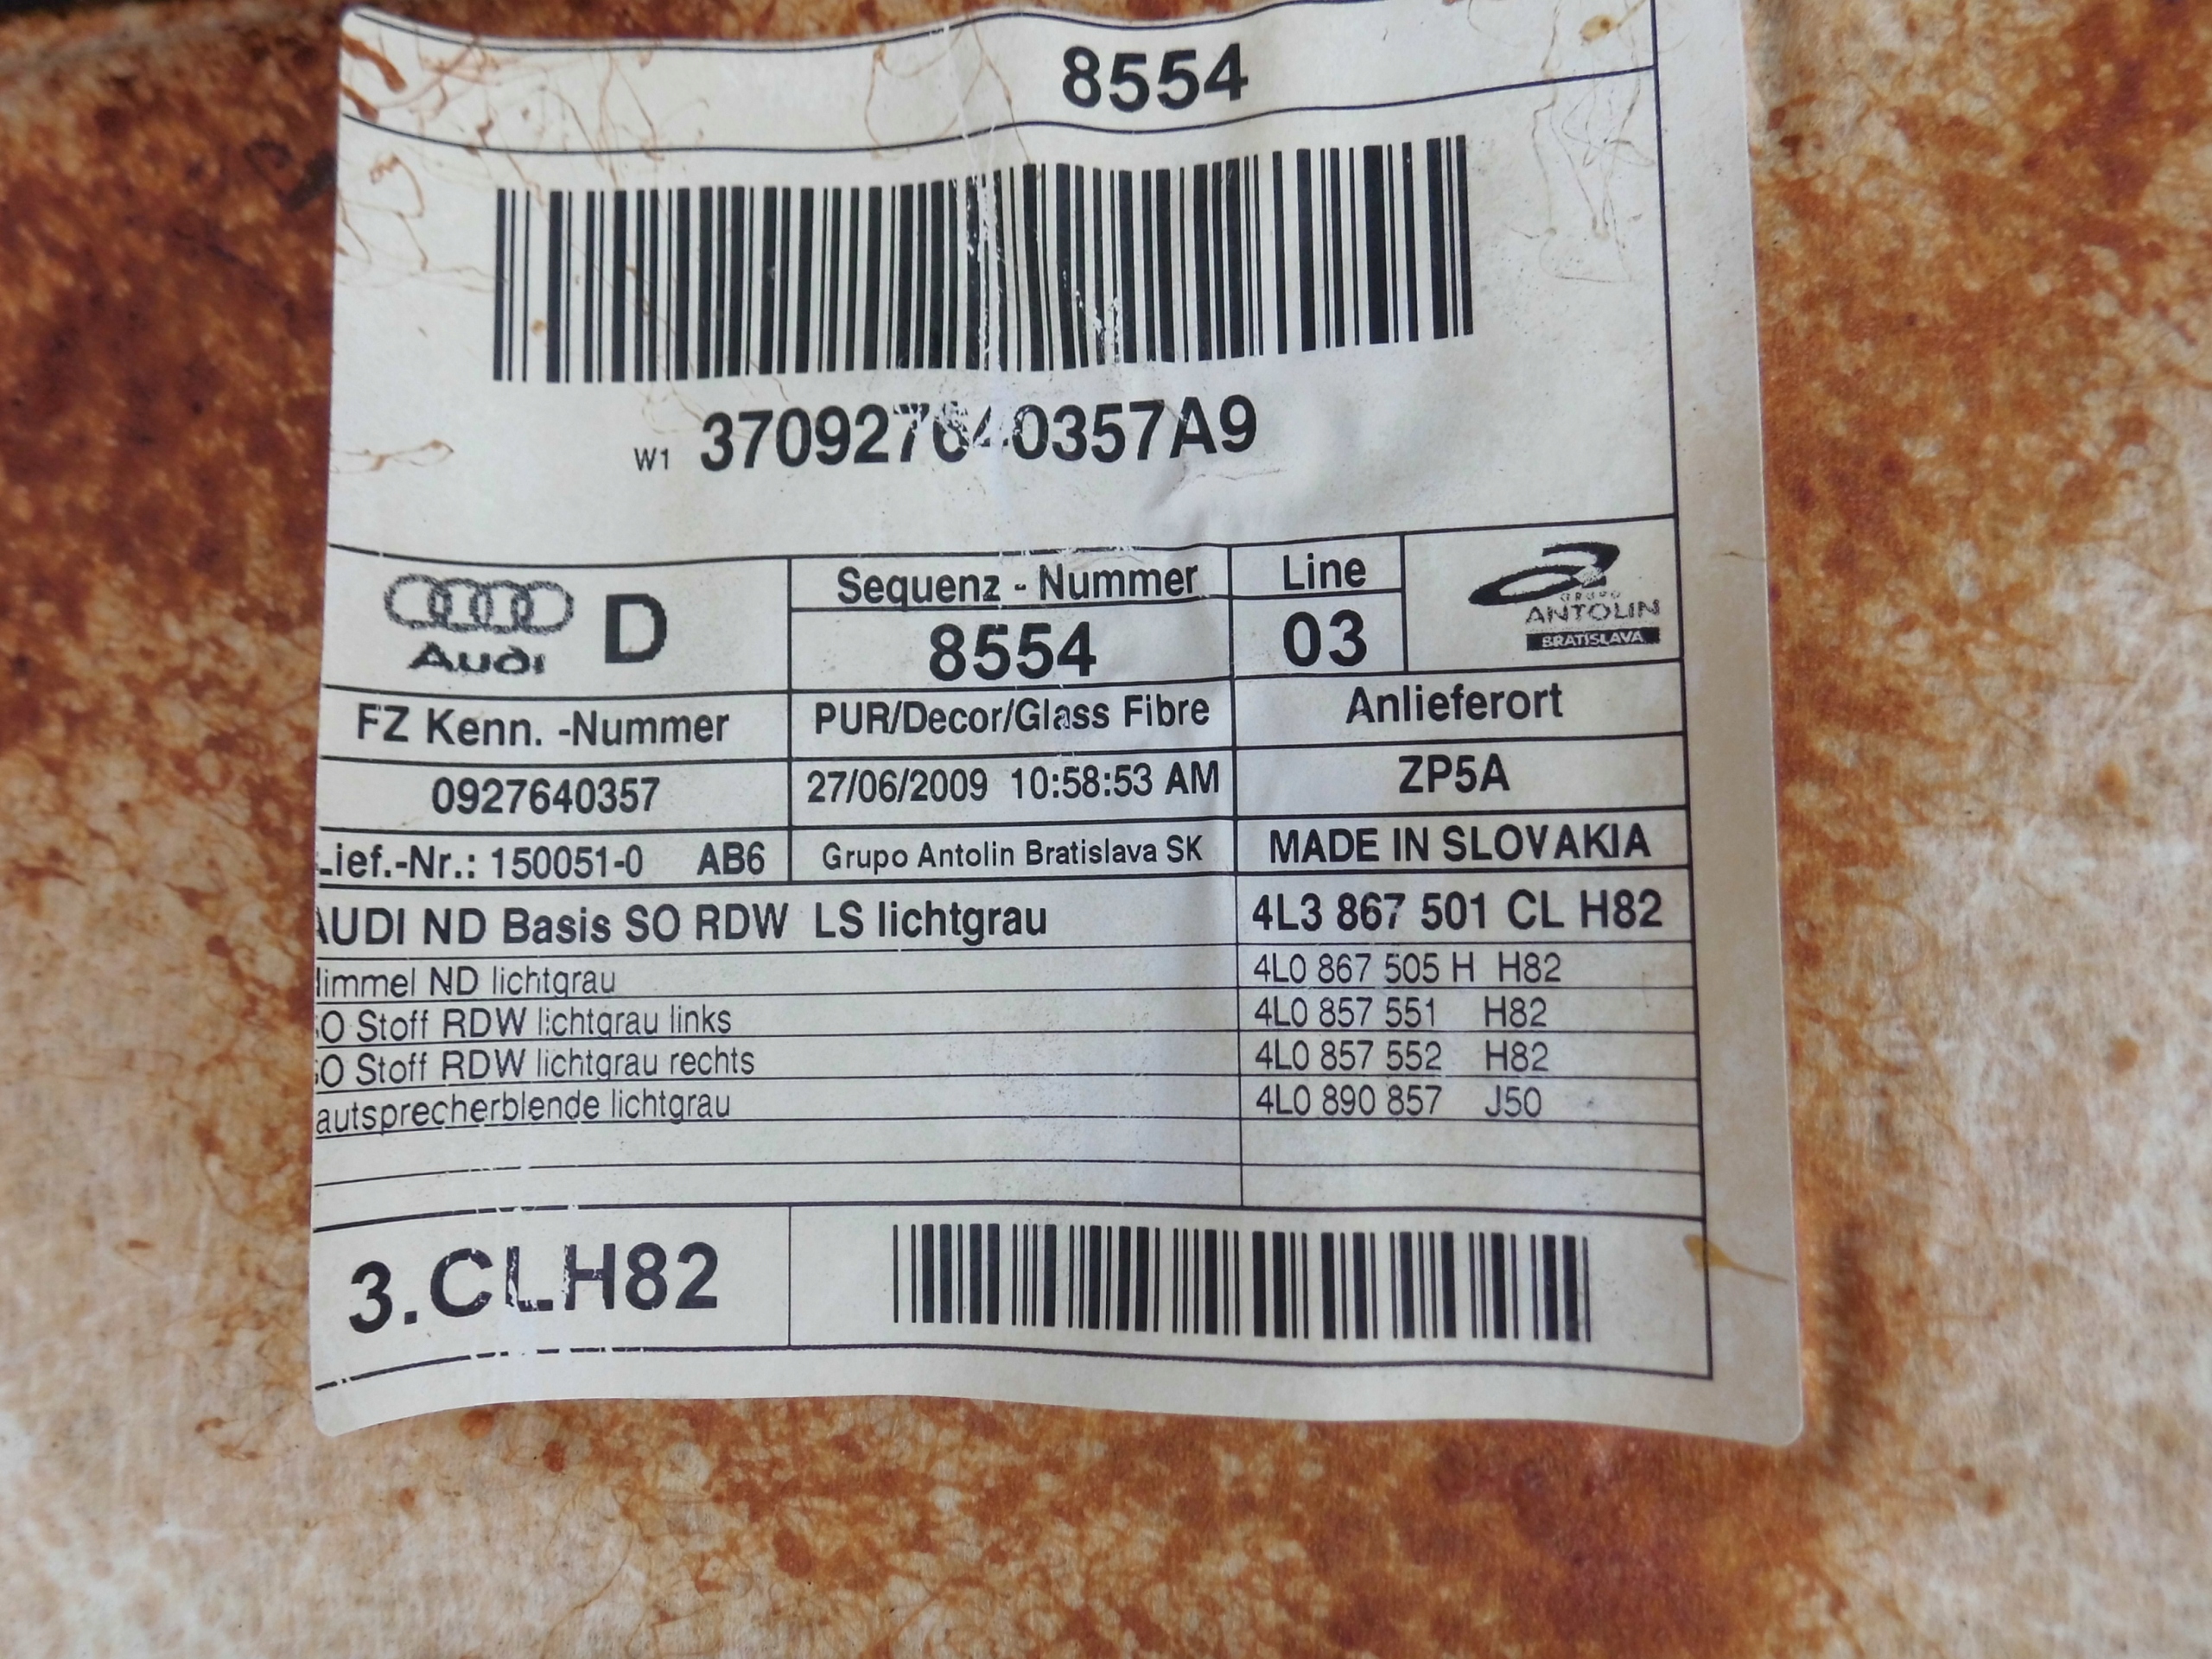 8554
W1 370927640357A9
Audi D
Sequenz - Nummer
8554
Line
03
GRUPO
ANTOLIN
BRATISLAVA
FZ Kenn. -Nummer
PUR/Decor/Glass Fibre
Anlieferort
0927640357
27/06/2009 10:58:53 AM
ZP5A
Lief.-Nr.: 150051-0 AB6
Grupo Antolin Bratislava SK
MADE IN SLOVAKIA
AUDI ND Basis SO RDW LS lichtgrau
4L3 867 501 CL H82
Himmel ND lichtgrau
4L0 867 505 H H82
SO Stoff RDW lichtgrau links
4L0 857 551 H82
SO Stoff RDW lichtgrau rechts
4L0 857 552 H82
autsprecherblende lichtgrau
4L0 890 857 J50
3.CLH82